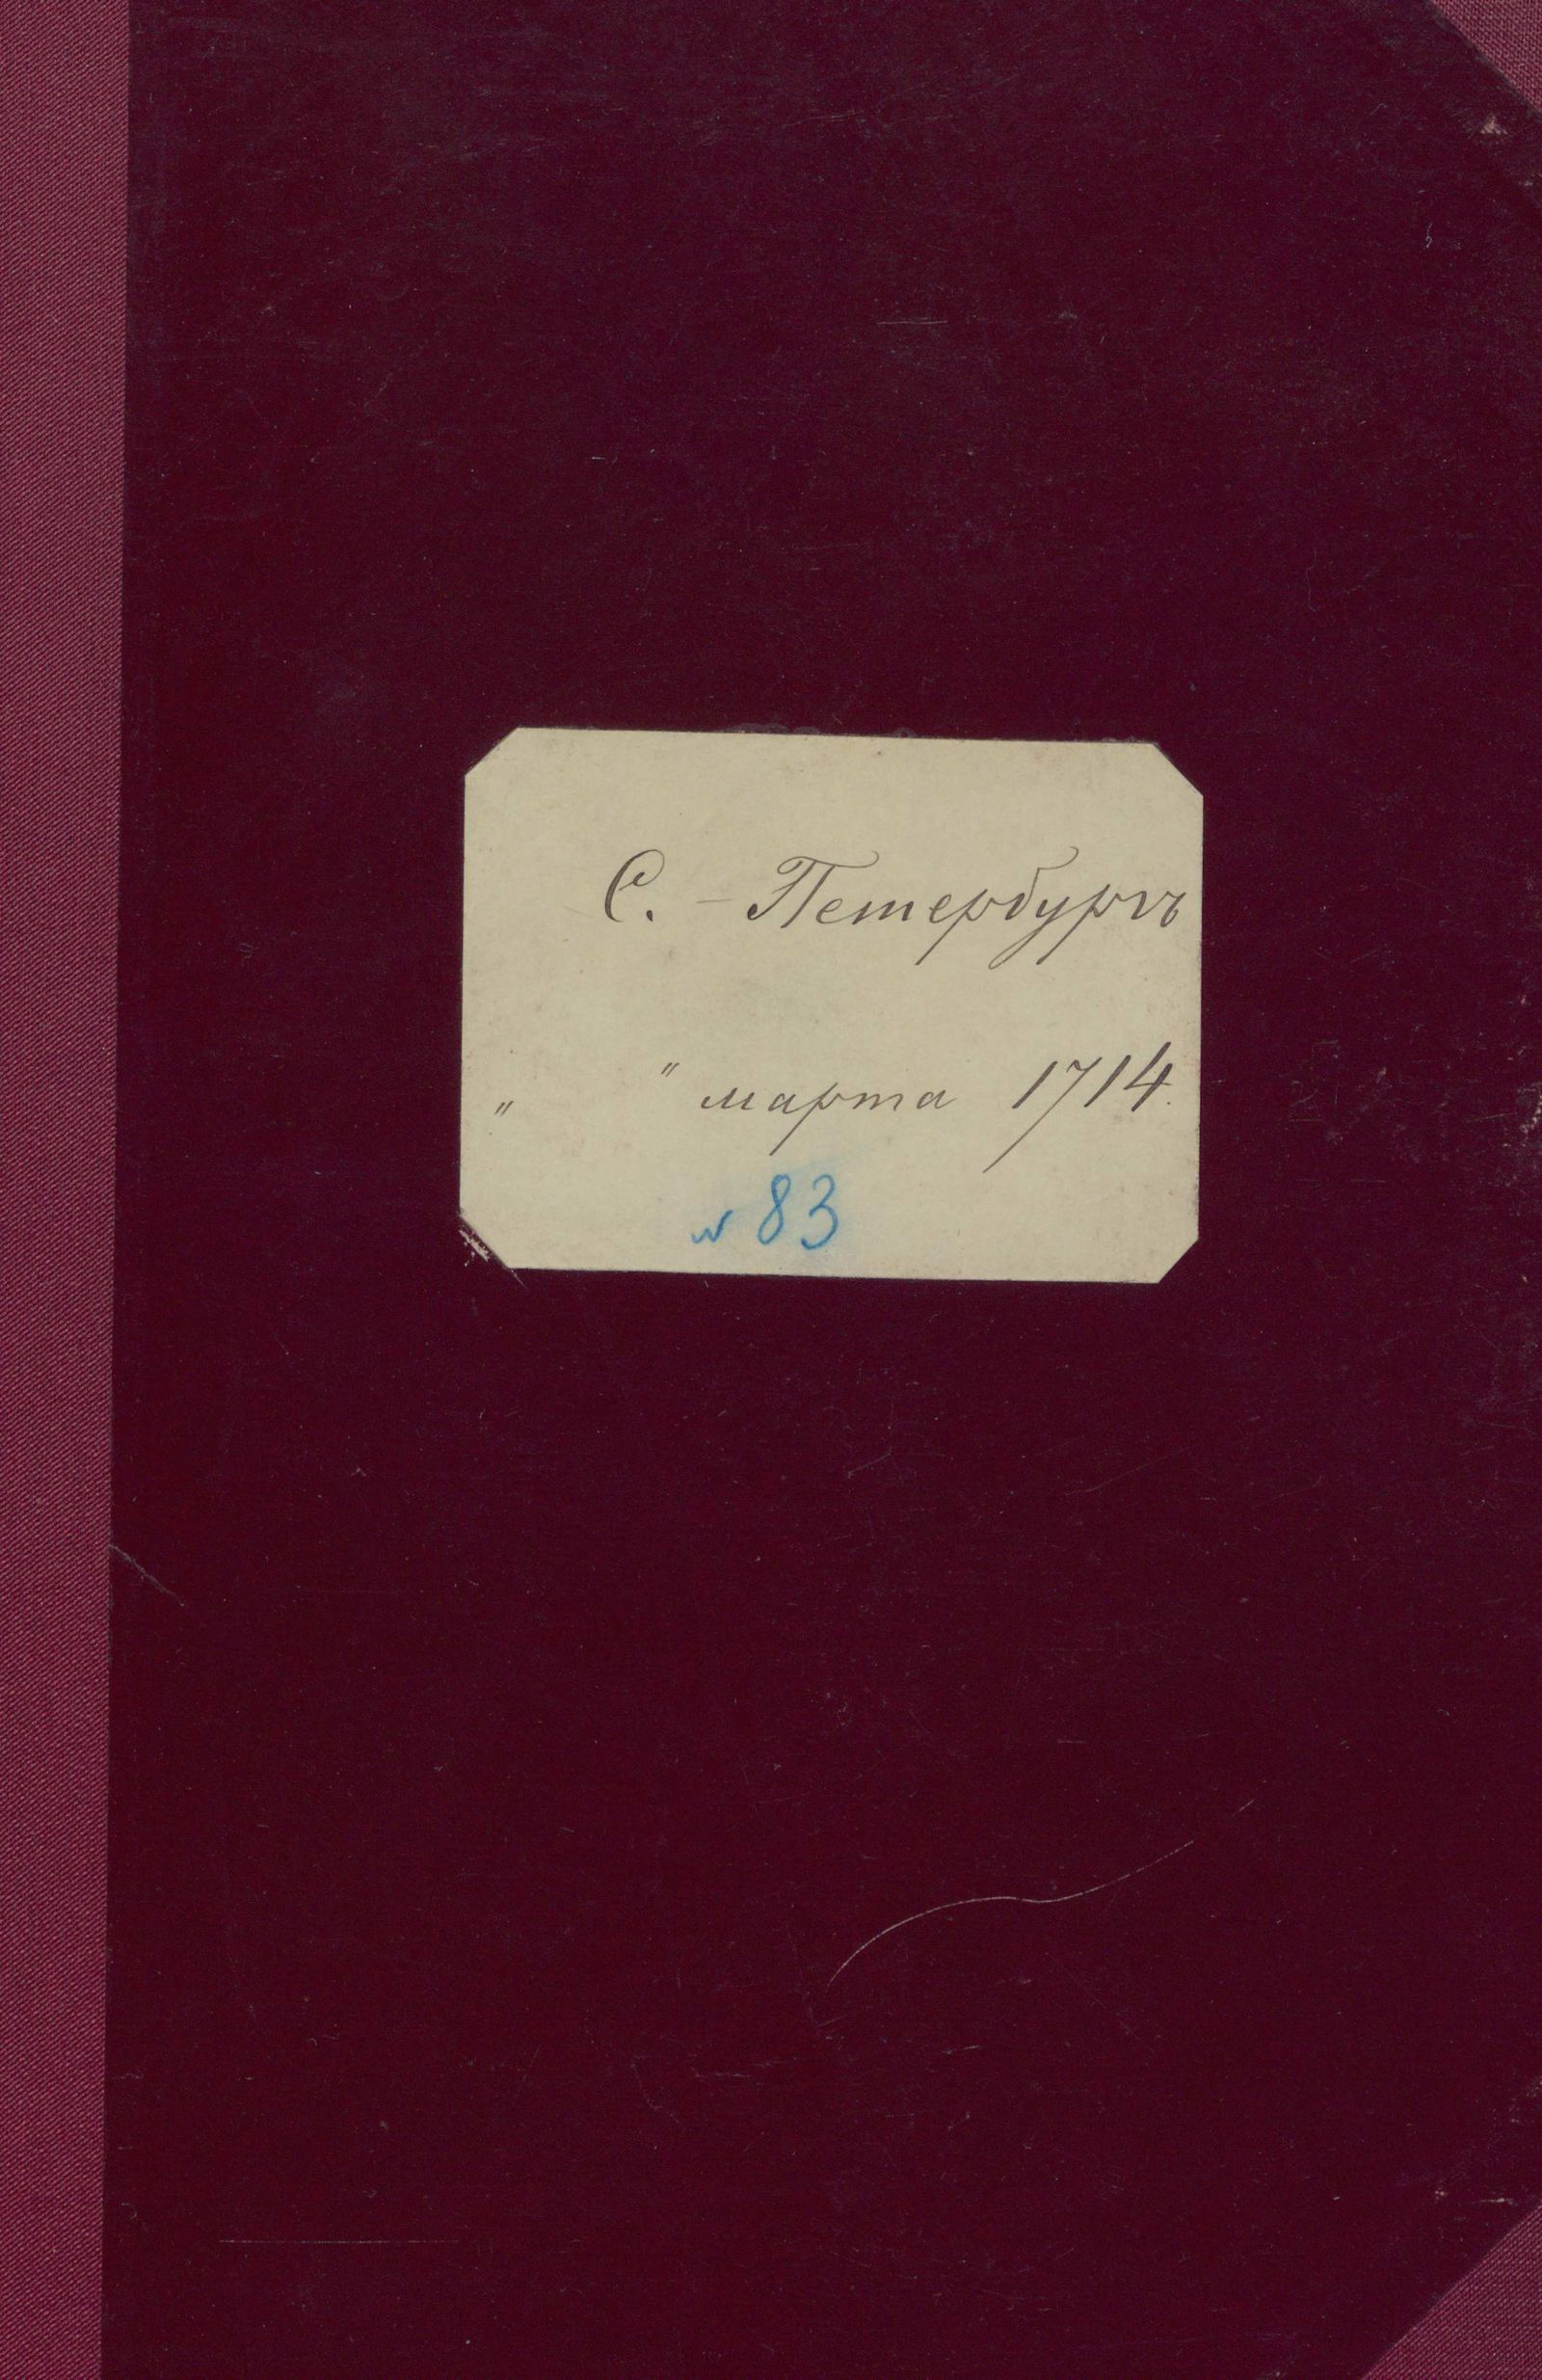 С. - Петербургъ
„ " марта 1714.
№ 83